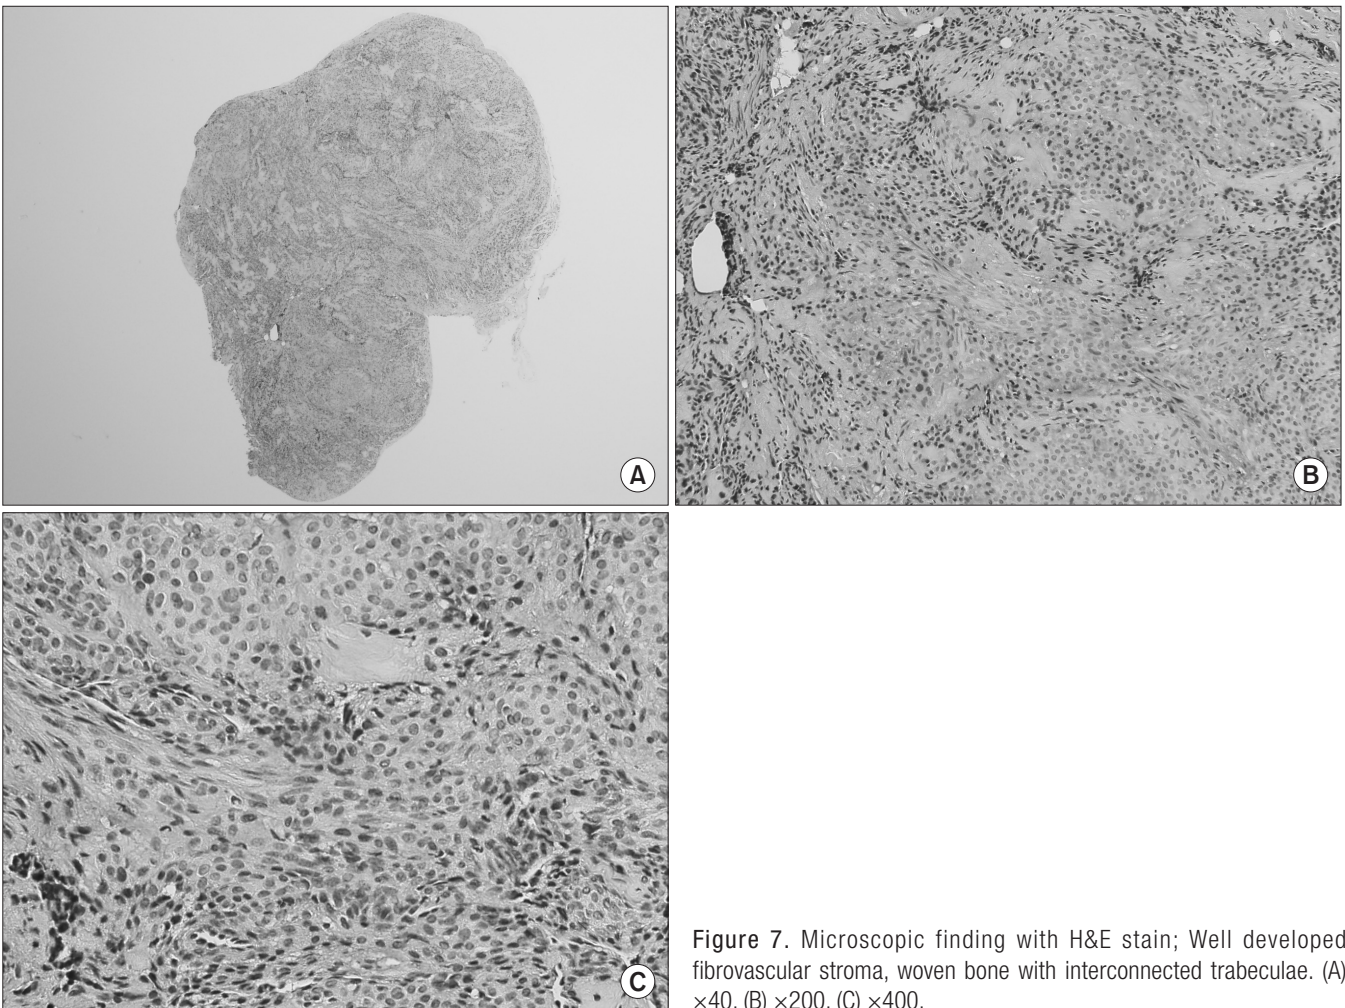 A
B
C
Figure 7. Microscopic finding with H&E stain; Well developed
fibrovascular stroma, woven bone with interconnected trabeculae. (A)
×40, (B) ×200, (C) ×400.